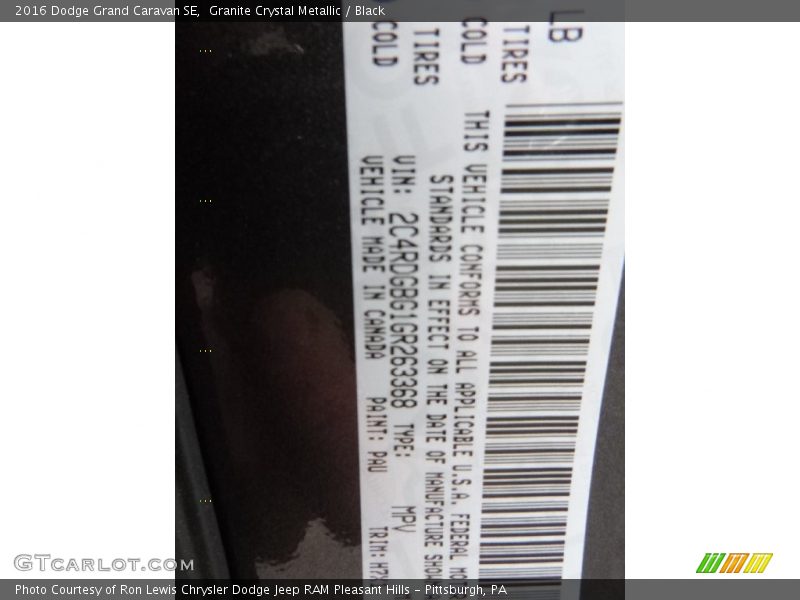 2016 Dodge Grand Caravan SE, Granite Crystal Metallic / Black
LB
TIRES
COLD
TIRES
COLD
THIS VEHICLE CONFORMS TO ALL APPLICABLE U.S.A. FEDERAL
STANDARDS IN EFFECT ON THE DATE OF MANUFACTURE
VIN: 2C4RDGBG1GR263368 TYPE: MPV
VEHICLE MADE IN CANADA PAINT: PAU TRIM:
GTCARLOT.COM
Photo Courtesy of Ron Lewis Chrysler Dodge Jeep RAM Pleasant Hills – Pittsburgh, PA